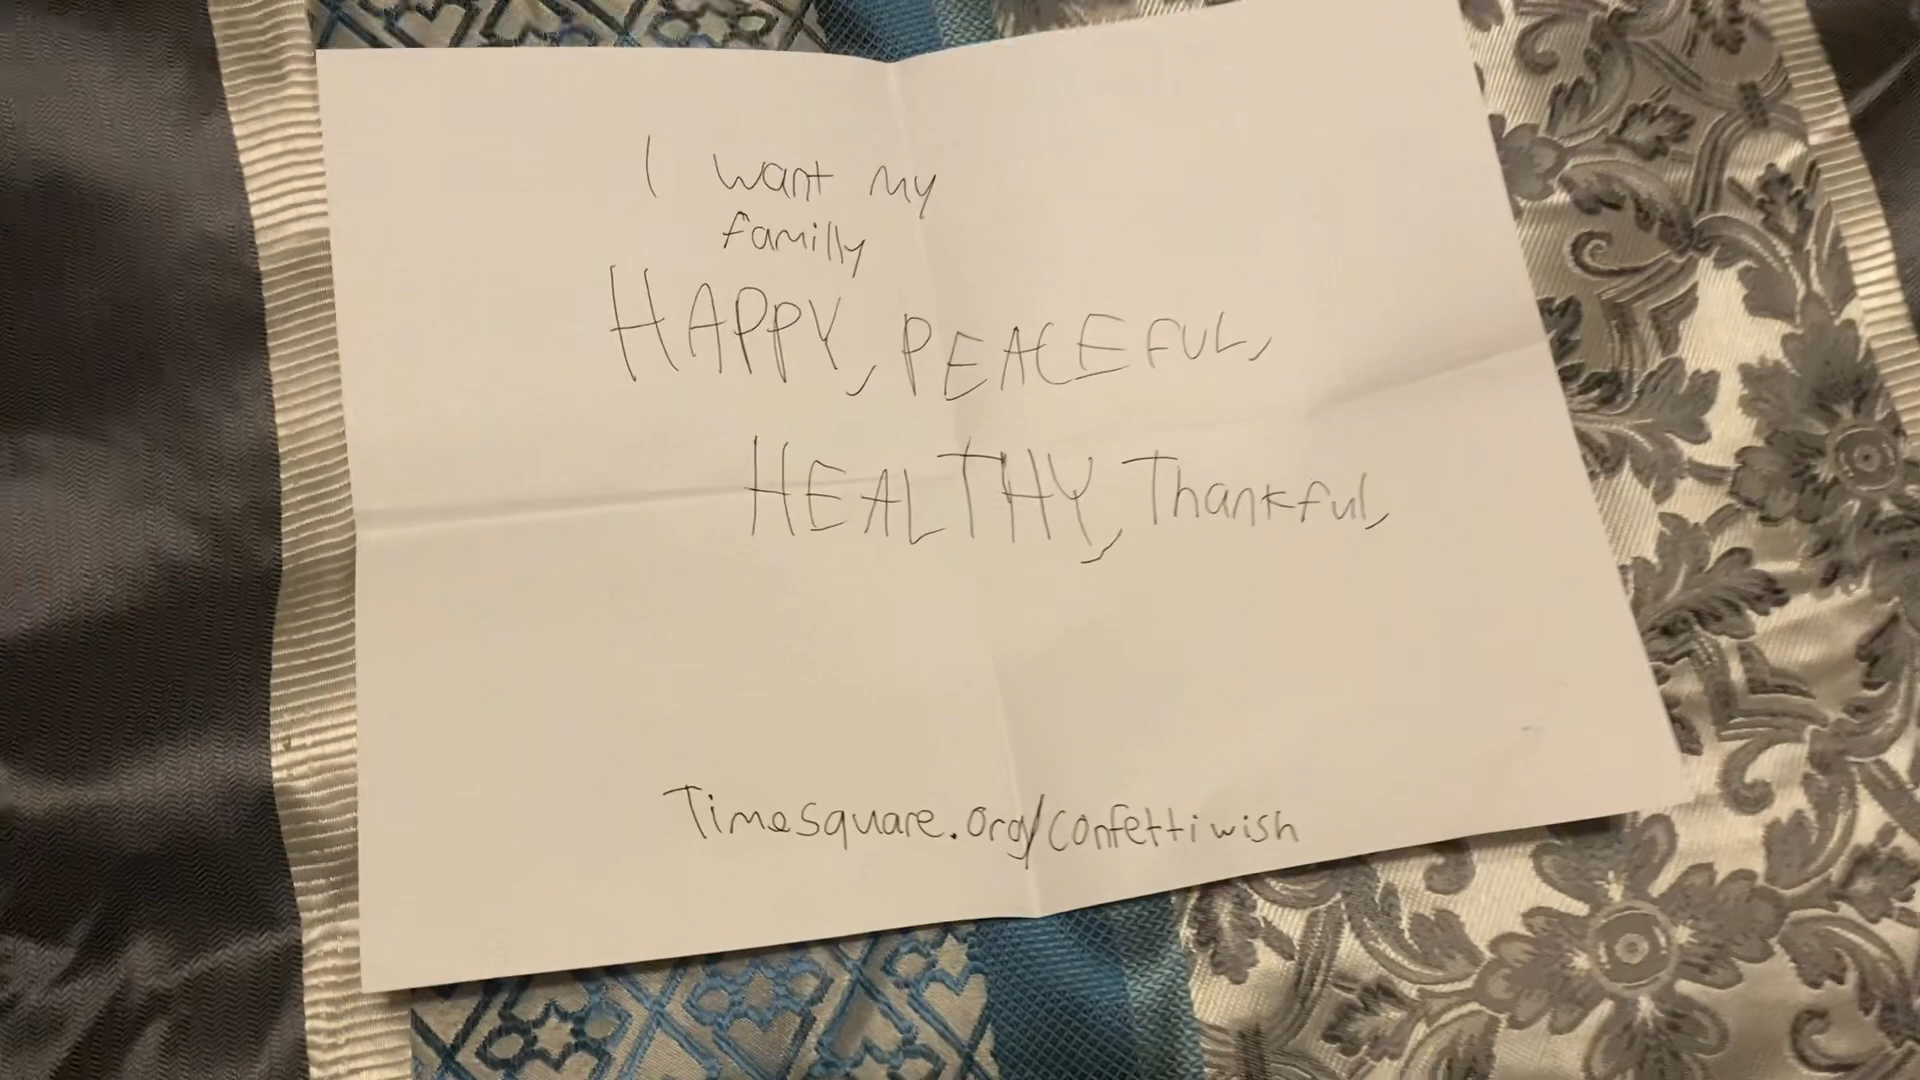 I want my
familly
HAPPY, PEACEFUL,
HEALTHY, Thankful,
Timesquare.org/confettiwish